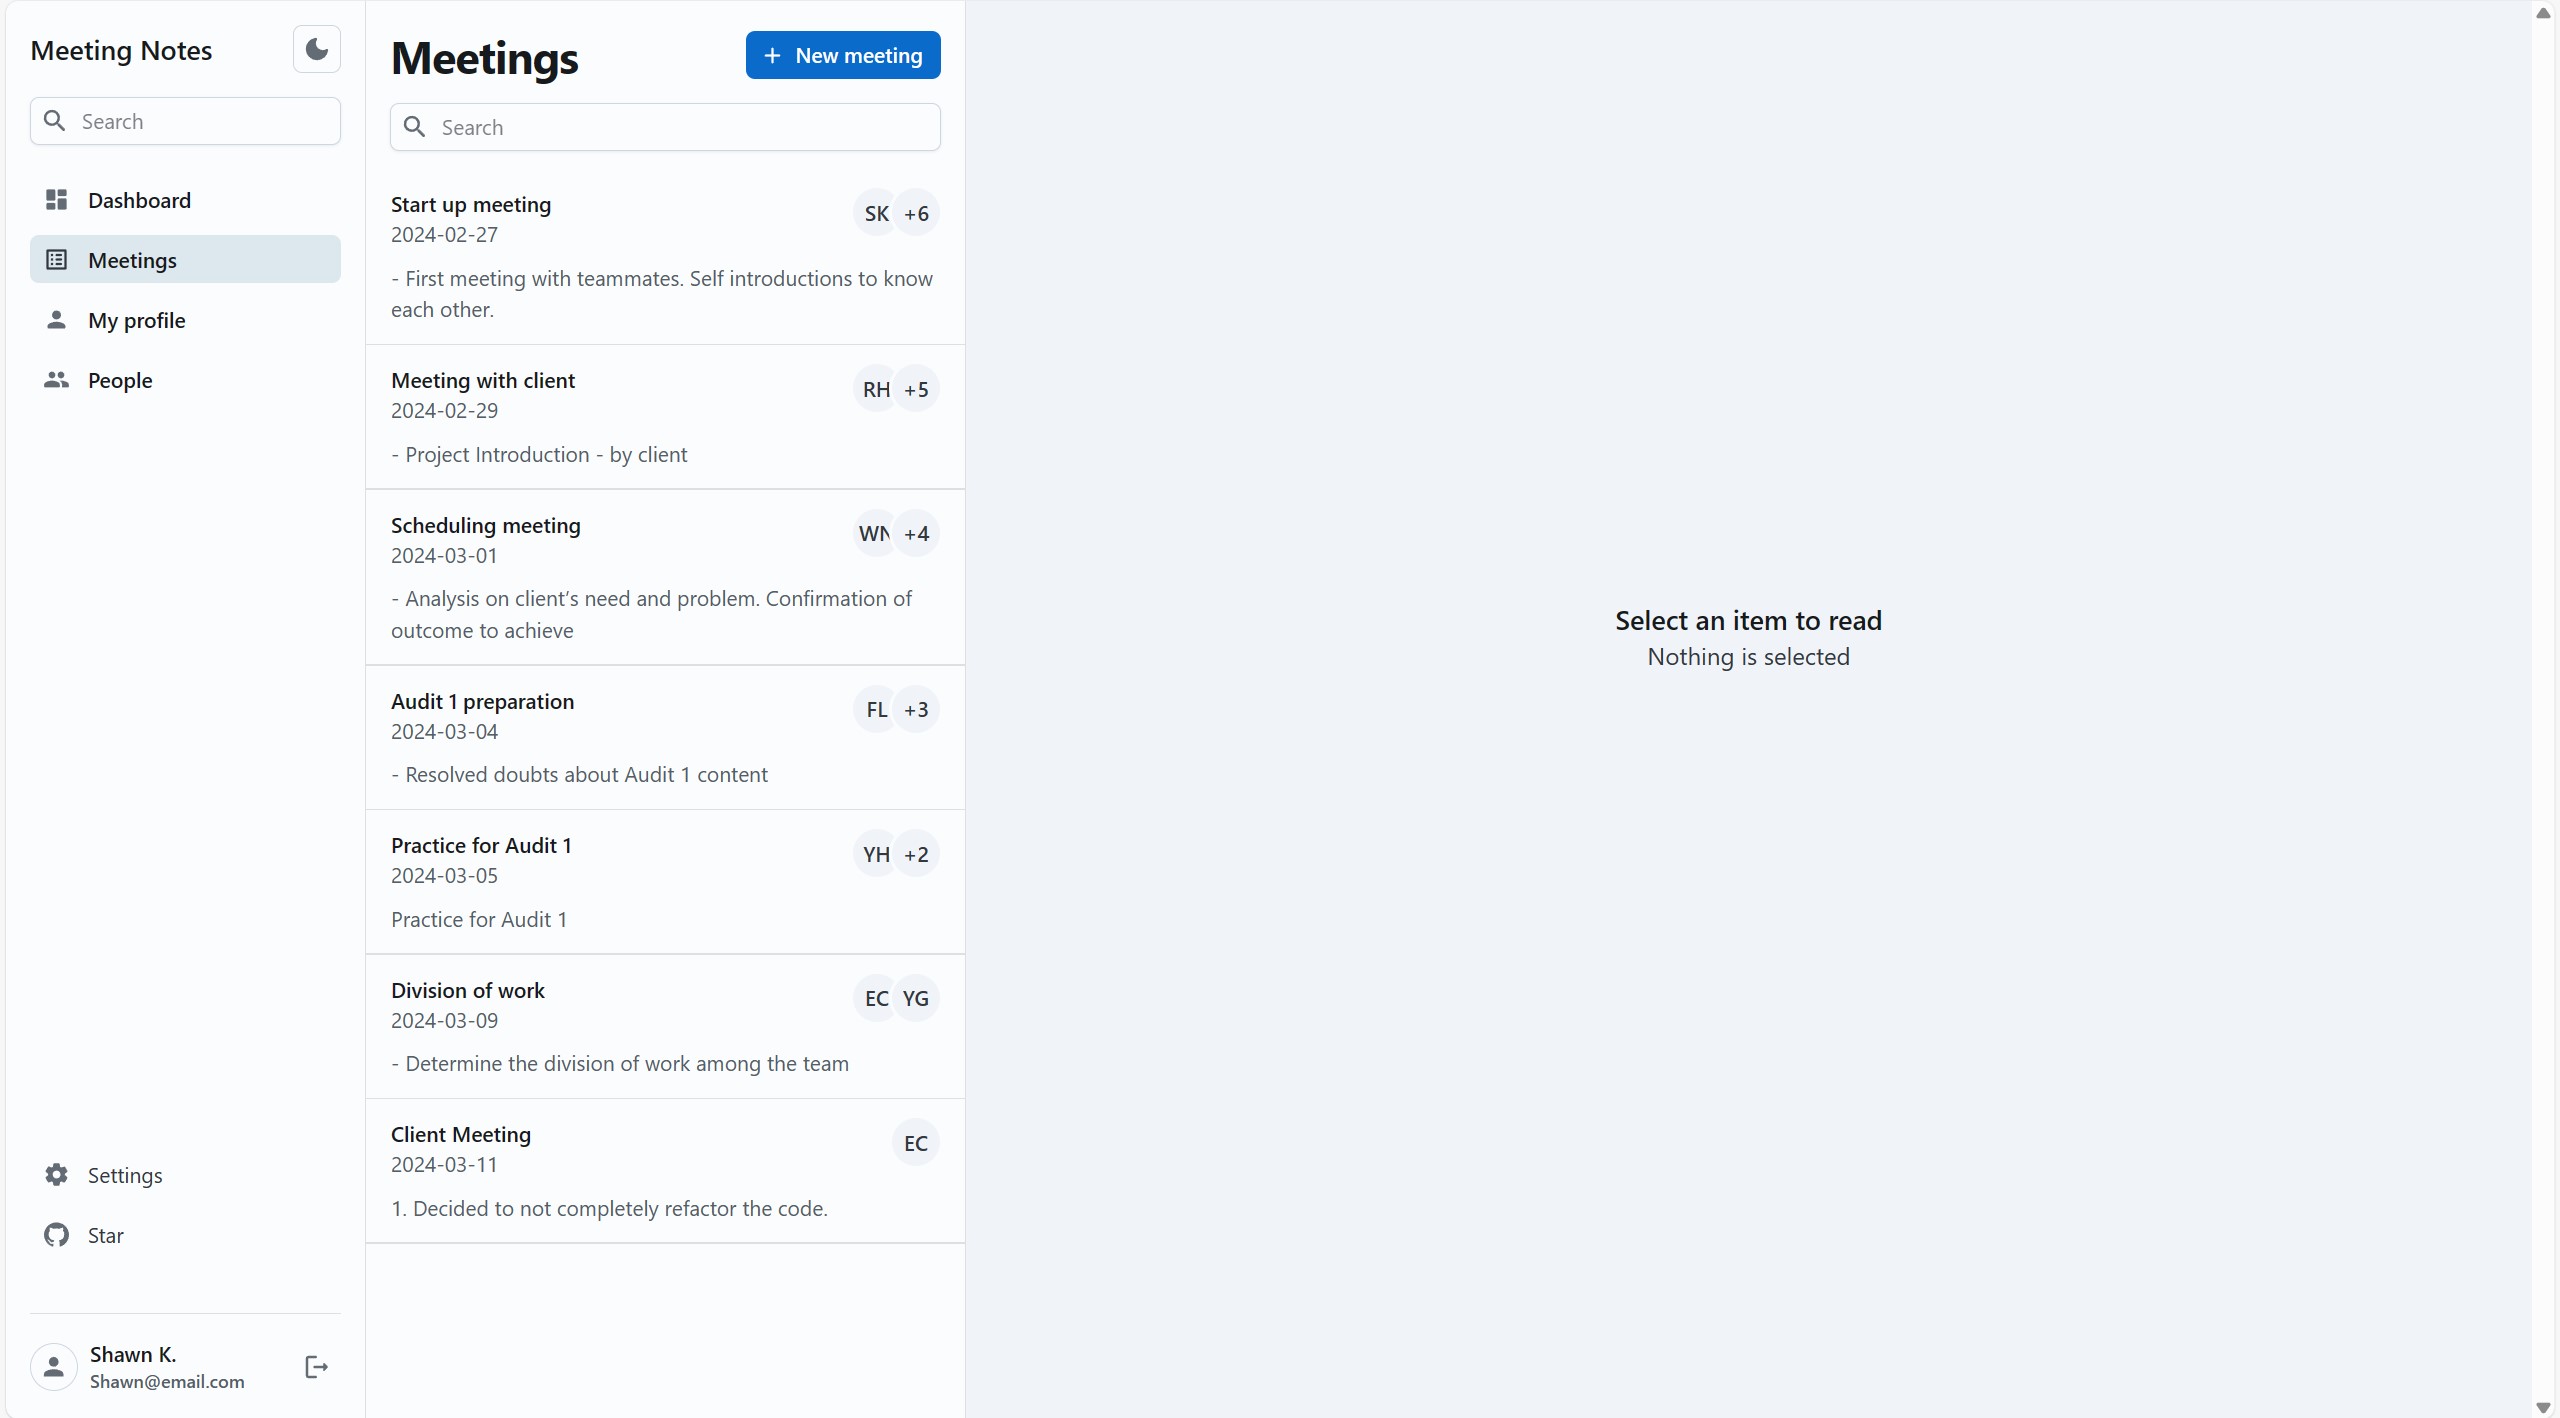 Meeting Notes
Search
Dashboard
Meetings
My profile
People
Settings
Star
Shawn K.
Shawn@email.com
Meetings
+ New meeting
Search
Start up meeting
SK +6
2024-02-27
- First meeting with teammates. Self introductions to know
each other.
Meeting with client
RH +5
2024-02-29
- Project Introduction - by client
Scheduling meeting
WN +4
2024-03-01
- Analysis on client's need and problem. Confirmation of
outcome to achieve
Audit 1 preparation
FL +3
2024-03-04
- Resolved doubts about Audit 1 content
Practice for Audit 1
YH +2
2024-03-05
Practice for Audit 1
Division of work
EC YG
2024-03-09
- Determine the division of work among the team
Client Meeting
EC
2024-03-11
1. Decided to not completely refactor the code.
Select an item to read
Nothing is selected